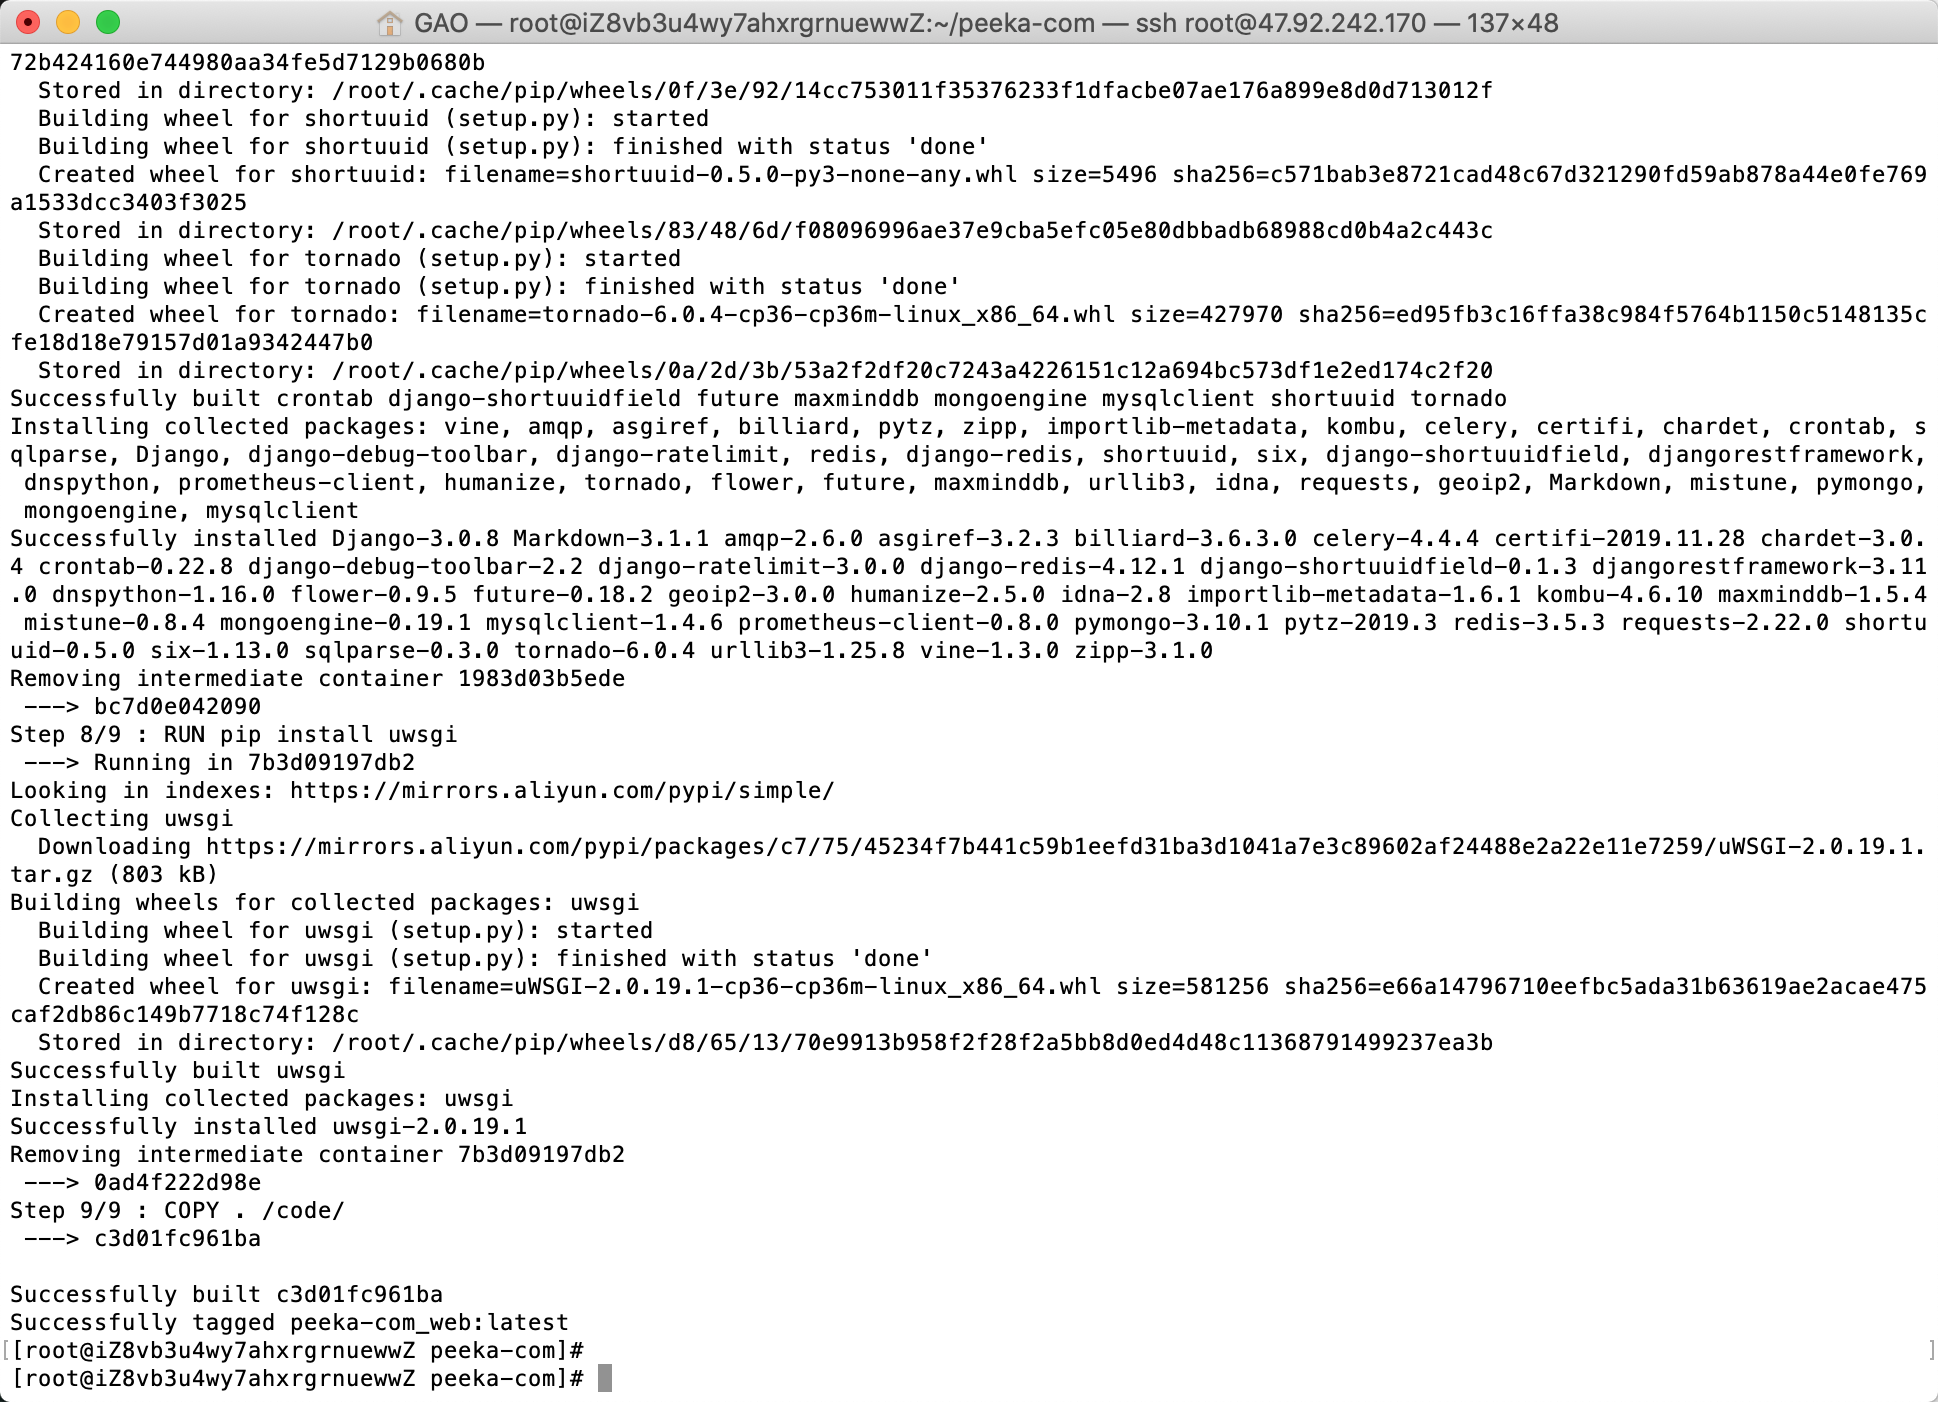 GAO — root@iZ8vb3u4wy7ahxrgrnuewwZ:~/peeka-com — ssh root@47.92.242.170 — 137×48
72b424160e744980aa34fe5d7129b0680b
  Stored in directory: /root/.cache/pip/wheels/0f/3e/92/14cc753011f35376233f1dfacbe07ae176a899e8d0d713012f
  Building wheel for shortuuid (setup.py): started
  Building wheel for shortuuid (setup.py): finished with status 'done'
  Created wheel for shortuuid: filename=shortuuid-0.5.0-py3-none-any.whl size=5496 sha256=c571bab3e8721cad48c67d321290fd59ab878a44e0fe769
a1533dcc3403f3025
  Stored in directory: /root/.cache/pip/wheels/83/48/6d/f08096996ae37e9cba5efc05e80dbbadb68988cd0b4a2c443c
  Building wheel for tornado (setup.py): started
  Building wheel for tornado (setup.py): finished with status 'done'
  Created wheel for tornado: filename=tornado-6.0.4-cp36-cp36m-linux_x86_64.whl size=427970 sha256=ed95fb3c16ffa38c984f5764b1150c5148135c
fe18d18e79157d01a9342447b0
  Stored in directory: /root/.cache/pip/wheels/0a/2d/3b/53a2f2df20c7243a4226151c12a694bc573df1e2ed174c2f20
Successfully built crontab django-shortuuidfield future maxminddb mongoengine mysqlclient shortuuid tornado
Installing collected packages: vine, amqp, asgiref, billiard, pytz, zipp, importlib-metadata, kombu, celery, certifi, chardet, crontab, s
qlparse, Django, django-debug-toolbar, django-ratelimit, redis, django-redis, shortuuid, six, django-shortuuidfield, djangorestframework,
 dnspython, prometheus-client, humanize, tornado, flower, future, maxminddb, urllib3, idna, requests, geoip2, Markdown, mistune, pymongo,
 mongoengine, mysqlclient
Successfully installed Django-3.0.8 Markdown-3.1.1 amqp-2.6.0 asgiref-3.2.3 billiard-3.6.3.0 celery-4.4.4 certifi-2019.11.28 chardet-3.0.
4 crontab-0.22.8 django-debug-toolbar-2.2 django-ratelimit-3.0.0 django-redis-4.12.1 django-shortuuidfield-0.1.3 djangorestframework-3.11
.0 dnspython-1.16.0 flower-0.9.5 future-0.18.2 geoip2-3.0.0 humanize-2.5.0 idna-2.8 importlib-metadata-1.6.1 kombu-4.6.10 maxminddb-1.5.4
 mistune-0.8.4 mongoengine-0.19.1 mysqlclient-1.4.6 prometheus-client-0.8.0 pymongo-3.10.1 pytz-2019.3 redis-3.5.3 requests-2.22.0 shortu
uid-0.5.0 six-1.13.0 sqlparse-0.3.0 tornado-6.0.4 urllib3-1.25.8 vine-1.3.0 zipp-3.1.0
Removing intermediate container 1983d03b5ede
 ---> bc7d0e042090
Step 8/9 : RUN pip install uwsgi
 ---> Running in 7b3d09197db2
Looking in indexes: https://mirrors.aliyun.com/pypi/simple/
Collecting uwsgi
  Downloading https://mirrors.aliyun.com/pypi/packages/c7/75/45234f7b441c59b1eefd31ba3d1041a7e3c89602af24488e2a22e11e7259/uWSGI-2.0.19.1.
tar.gz (803 kB)
Building wheels for collected packages: uwsgi
  Building wheel for uwsgi (setup.py): started
  Building wheel for uwsgi (setup.py): finished with status 'done'
  Created wheel for uwsgi: filename=uWSGI-2.0.19.1-cp36-cp36m-linux_x86_64.whl size=581256 sha256=e66a14796710eefbc5ada31b63619ae2acae475
caf2db86c149b7718c74f128c
  Stored in directory: /root/.cache/pip/wheels/d8/65/13/70e9913b958f2f28f2a5bb8d0ed4d48c11368791499237ea3b
Successfully built uwsgi
Installing collected packages: uwsgi
Successfully installed uwsgi-2.0.19.1
Removing intermediate container 7b3d09197db2
 ---> 0ad4f222d98e
Step 9/9 : COPY . /code/
 ---> c3d01fc961ba

Successfully built c3d01fc961ba
Successfully tagged peeka-com_web:latest
[[root@iZ8vb3u4wy7ahxrgrnuewwZ peeka-com]# ]
[root@iZ8vb3u4wy7ahxrgrnuewwZ peeka-com]#